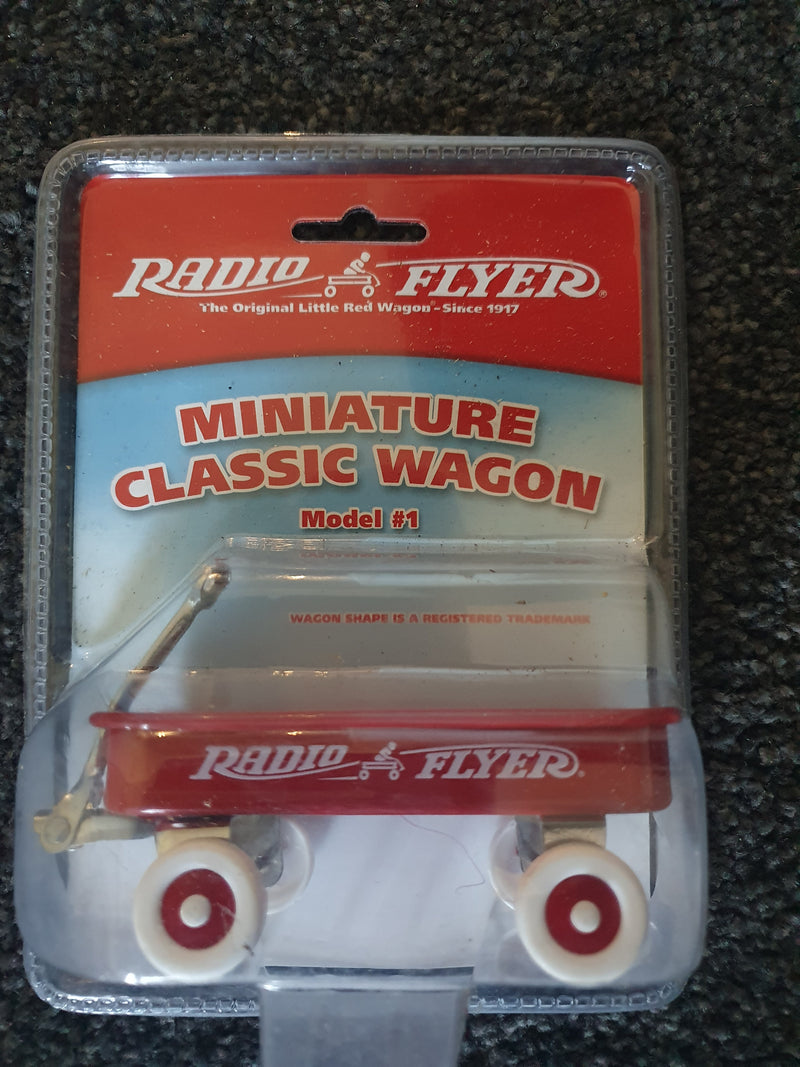 RADIO FLYER®
The Original Little Red Wagon®-Since 1917
MINIATURE
CLASSIC WAGON
Model #1
WAGON SHAPE IS A REGISTERED TRADEMARK
RADIO FLYER®